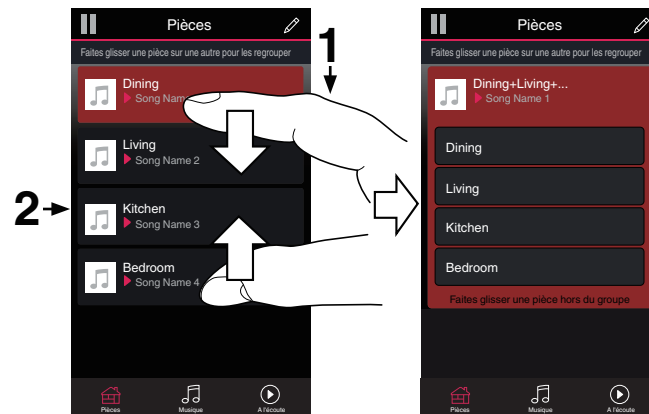 Pièces
Faites glisser une pièce sur une autre pour les regrouper
1
Dining
Song Nam
Living
Song Name 2
2
Kitchen
Song Name 3
Bedroom
Song Name 4
Pièces
Musique
A l'écoute
Pièces
Faites glisser une pièce sur une autre pour les regrouper
Dining+Living+...
Song Name 1
Dining
Living
Kitchen
Bedroom
Faites glisser une pièce hors du groupe
Pièces
Musique
A l'écoute